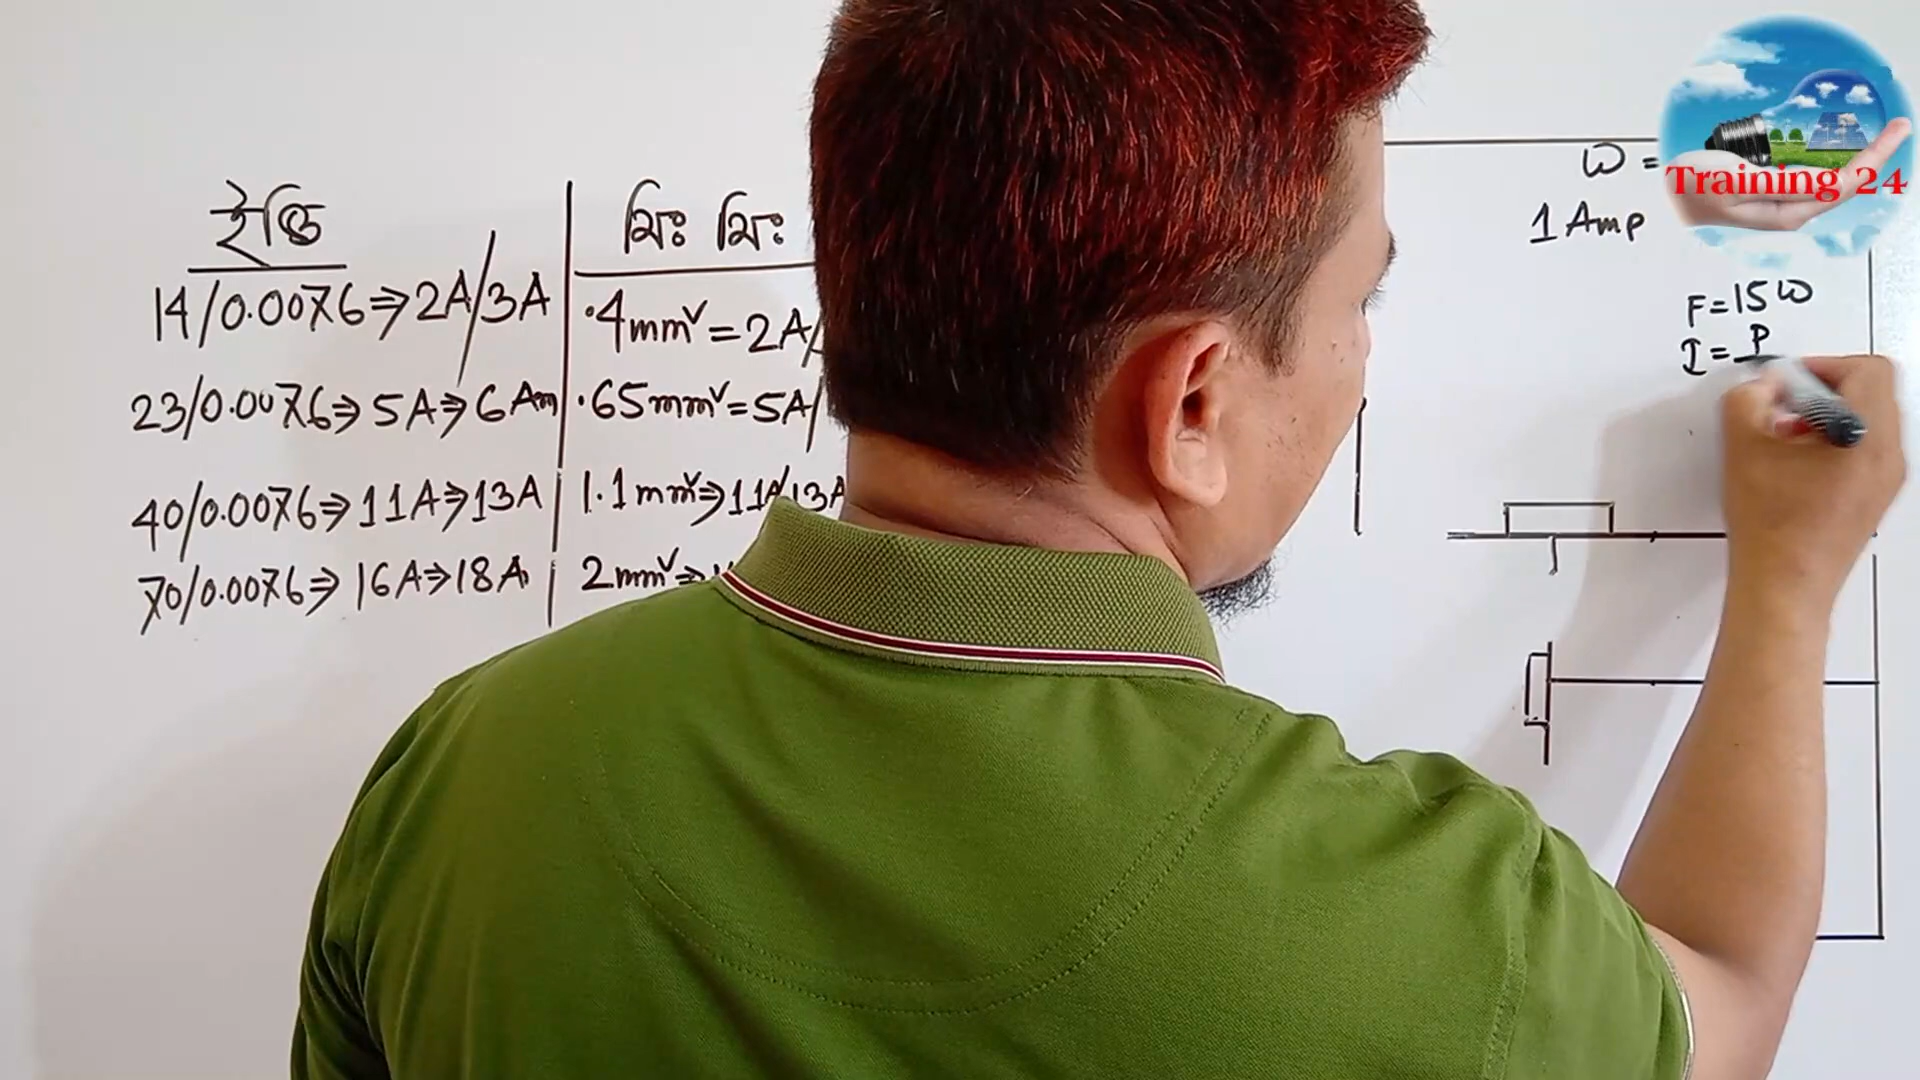 ইঞ্চি
14/0.0076⇒2A/3A
23/0.0076⇒5A⇒6Am
40/0.0076⇒11A⇒13A
70/0.0076⇒16A⇒18A
মিঃ মিঃ
.4mm²=2A/
.65mm²=5A/
1.1mm²⇒11A/13A
2mm²⇒
W =
1 Amp
F=15W
I=P
Training 24